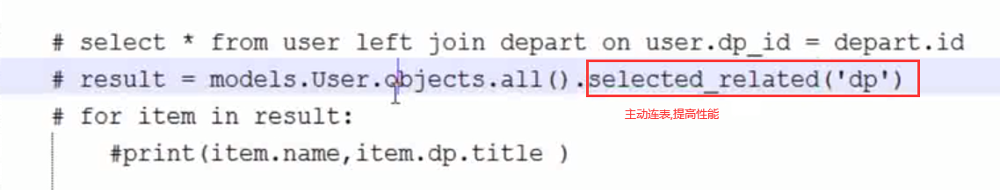 # select * from user left join depart on user.dp_id = depart.id
# result = models.User.objects.all().selected_related('dp')
# for item in result:
主动连表,提高性能
#print(item.name,item.dp.title )